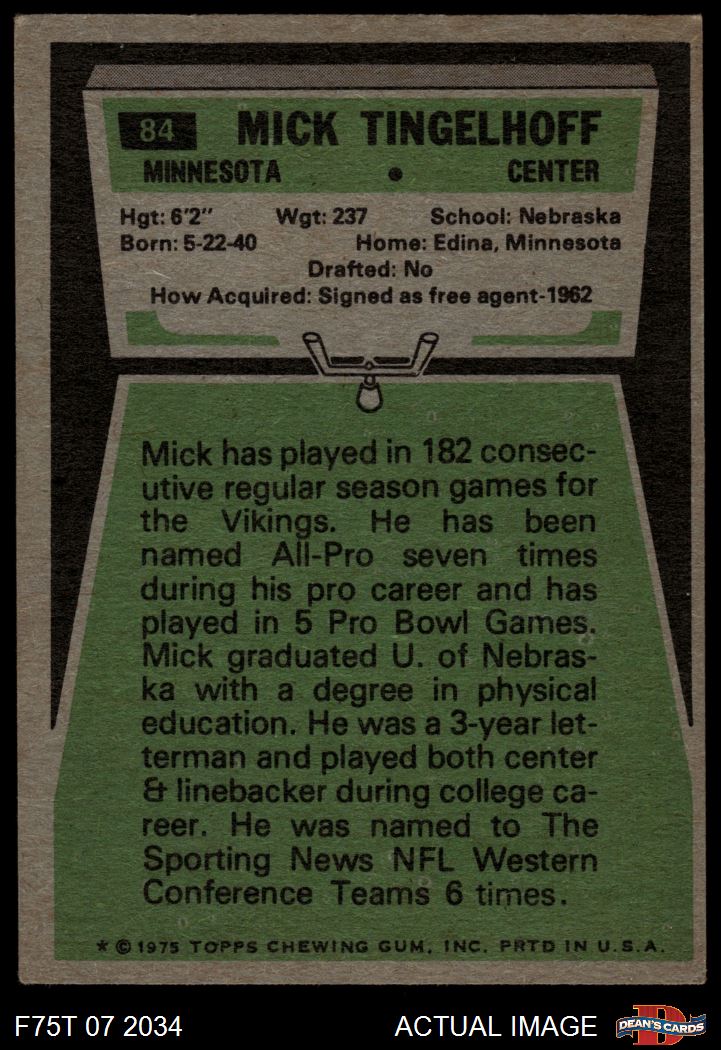 84 MICK TINGELHOFF
MINNESOTA • CENTER
Hgt: 6'2" Wgt: 237 School: Nebraska
Born: 5-22-40 Home: Edina, Minnesota
Drafted: No
How Acquired: Signed as free agent-1962
Mick has played in 182 consec-
utive regular season games for
the Vikings. He has been
named All-Pro seven times
during his pro career and has
played in 5 Pro Bowl Games.
Mick graduated U. of Nebras-
ka with a degree in physical
education. He was a 3-year let-
terman and played both center
& linebacker during college ca-
reer. He was named to The
Sporting News NFL Western
Conference Teams 6 times.
* © 1975 TOPPS CHEWING GUM, INC. PRTD IN U.S.A.
F75T 07 2034 ACTUAL IMAGE D DEAN'S CARDS